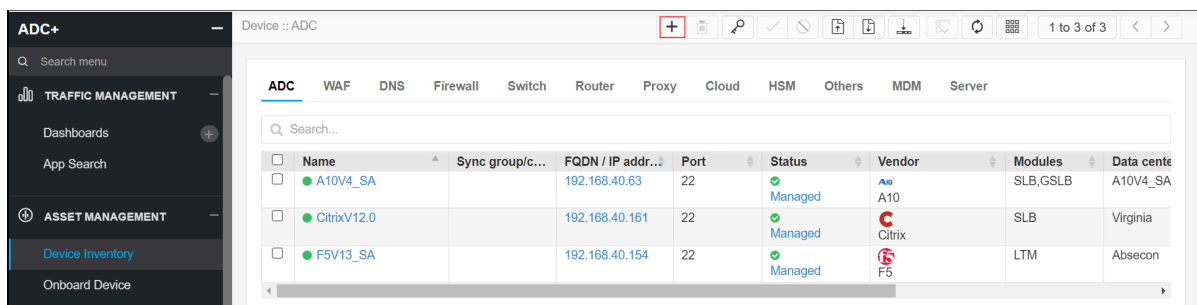 ADC+
Device :: ADC
1 to 3 of 3
Search menu
TRAFFIC MANAGEMENT
Dashboards
App Search
ASSET MANAGEMENT
Device Inventory
Onboard Device
ADC WAF DNS Firewall Switch Router Proxy Cloud HSM Others MDM Server
Search...
Name Sync group/c... FQDN / IP addr... Port Status Vendor Modules Data cente
A10V4_SA 192.168.40.63 22 Managed A10 A10 SLB,GSLB A10V4_SA
CitrixV12.0 192.168.40.161 22 Managed Citrix SLB Virginia
F5V13_SA 192.168.40.154 22 Managed F5 LTM Absecon